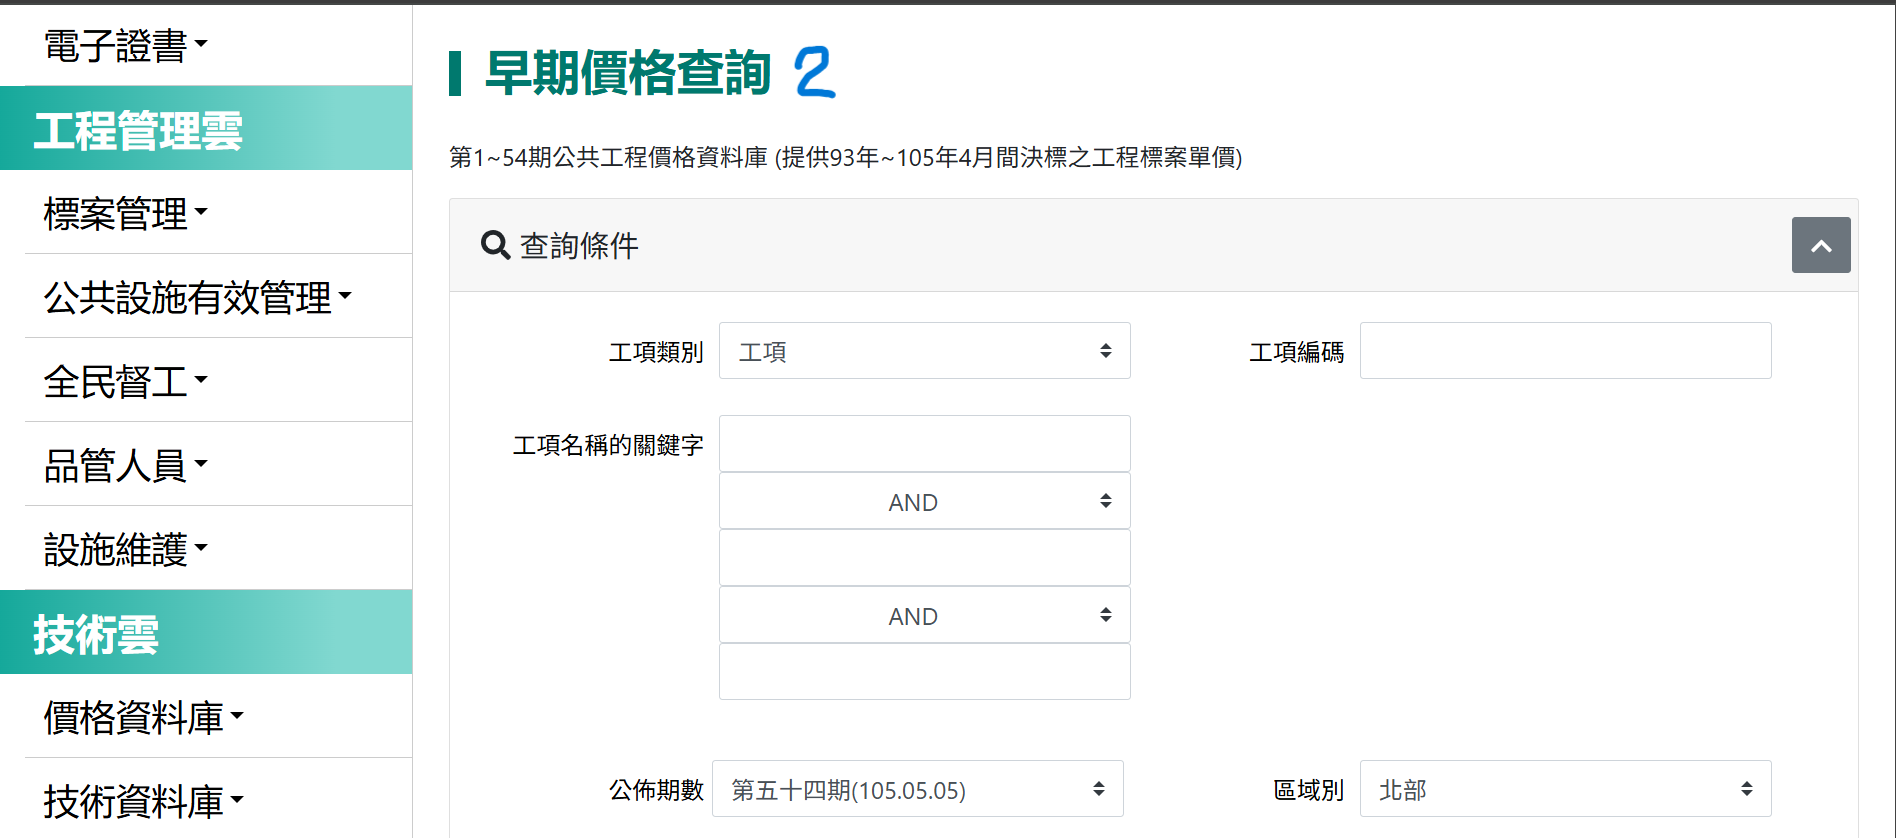 電子證書
工程管理雲
標案管理
公共設施有效管理
全民督工
品管人員
設施維護
技術雲
價格資料庫
技術資料庫
早期價格查詢 2
第1~54期公共工程價格資料庫 (提供93年~105年4月間決標之工程標案單價)
查詢條件
工項類別 工項 工項編碼
工項名稱的關鍵字
AND
AND
公佈期數 第五十四期(105.05.05) 區域別 北部